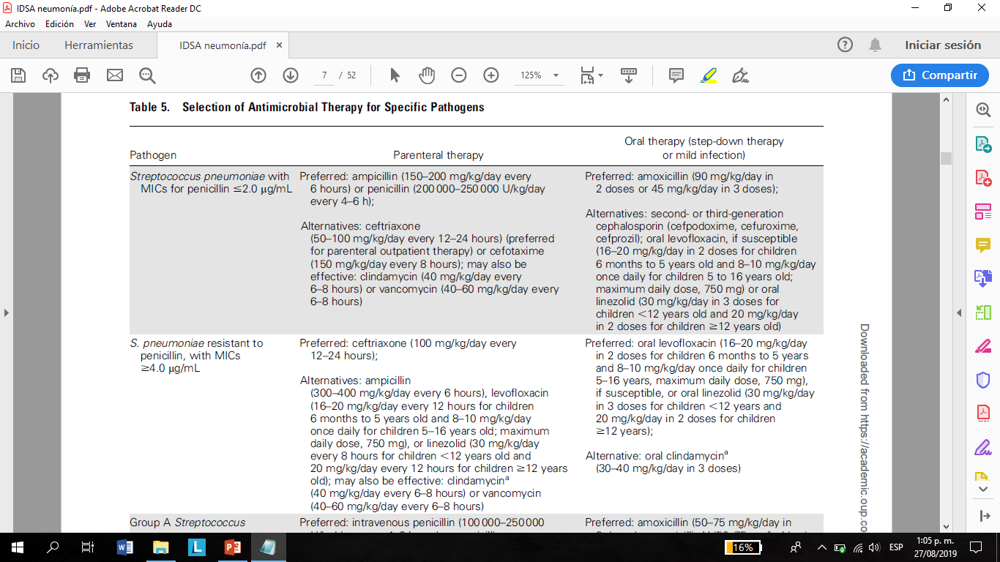 IDSA neumonía.pdf - Adobe Acrobat Reader DC
Archivo Edición Ver Ventana Ayuda
Inicio Herramientas IDSA neumonía.pdf × Iniciar sesión
7 / 52 125% Compartir
Table 5. Selection of Antimicrobial Therapy for Specific Pathogens
Pathogen
Parenteral therapy
Oral therapy (step-down therapy
or mild infection)
Streptococcus pneumoniae with
MICs for penicillin ≤2.0 μg/mL
Preferred: ampicillin (150–200 mg/kg/day every
6 hours) or penicillin (200 000–250 000 U/kg/day
every 4–6 h);
Alternatives: ceftriaxone
(50–100 mg/kg/day every 12–24 hours) (preferred
for parenteral outpatient therapy) or cefotaxime
(150 mg/kg/day every 8 hours); may also be
effective: clindamycin (40 mg/kg/day every
6–8 hours) or vancomycin (40–60 mg/kg/day every
6–8 hours)
Preferred: amoxicillin (90 mg/kg/day in
2 doses or 45 mg/kg/day in 3 doses);
Alternatives: second- or third-generation
cephalosporin (cefpodoxime, cefuroxime,
cefprozil); oral levofloxacin, if susceptible
(16–20 mg/kg/day in 2 doses for children
6 months to 5 years old and 8–10 mg/kg/day
once daily for children 5 to 16 years old;
maximum daily dose, 750 mg) or oral
linezolid (30 mg/kg/day in 3 doses for
children <12 years old and 20 mg/kg/day
in 2 doses for children ≥12 years old)
S. pneumoniae resistant to
penicillin, with MICs
≥4.0 μg/mL
Preferred: ceftriaxone (100 mg/kg/day every
12–24 hours);
Alternatives: ampicillin
(300–400 mg/kg/day every 6 hours), levofloxacin
(16–20 mg/kg/day every 12 hours for children
6 months to 5 years old and 8–10 mg/kg/day
once daily for children 5–16 years old; maximum
daily dose, 750 mg), or linezolid (30 mg/kg/day
every 8 hours for children <12 years old and
20 mg/kg/day every 12 hours for children ≥12 years
old); may also be effective: clindamycinᵃ
(40 mg/kg/day every 6–8 hours) or vancomycin
(40–60 mg/kg/day every 6–8 hours)
Preferred: oral levofloxacin (16–20 mg/kg/day
in 2 doses for children 6 months to 5 years
and 8–10 mg/kg/day once daily for children
5–16 years, maximum daily dose, 750 mg),
if susceptible, or oral linezolid (30 mg/kg/day
in 3 doses for children <12 years and
20 mg/kg/day in 2 doses for children
≥12 years);
Alternative: oral clindamycinᵃ
(30–40 mg/kg/day in 3 doses)
Group A Streptococcus
Preferred: intravenous penicillin (100 000–250 000
Preferred: amoxicillin (50–75 mg/kg/day in
Downloaded from https://academic.oup.co
16% ESP 1:05 p. m.
27/08/2019